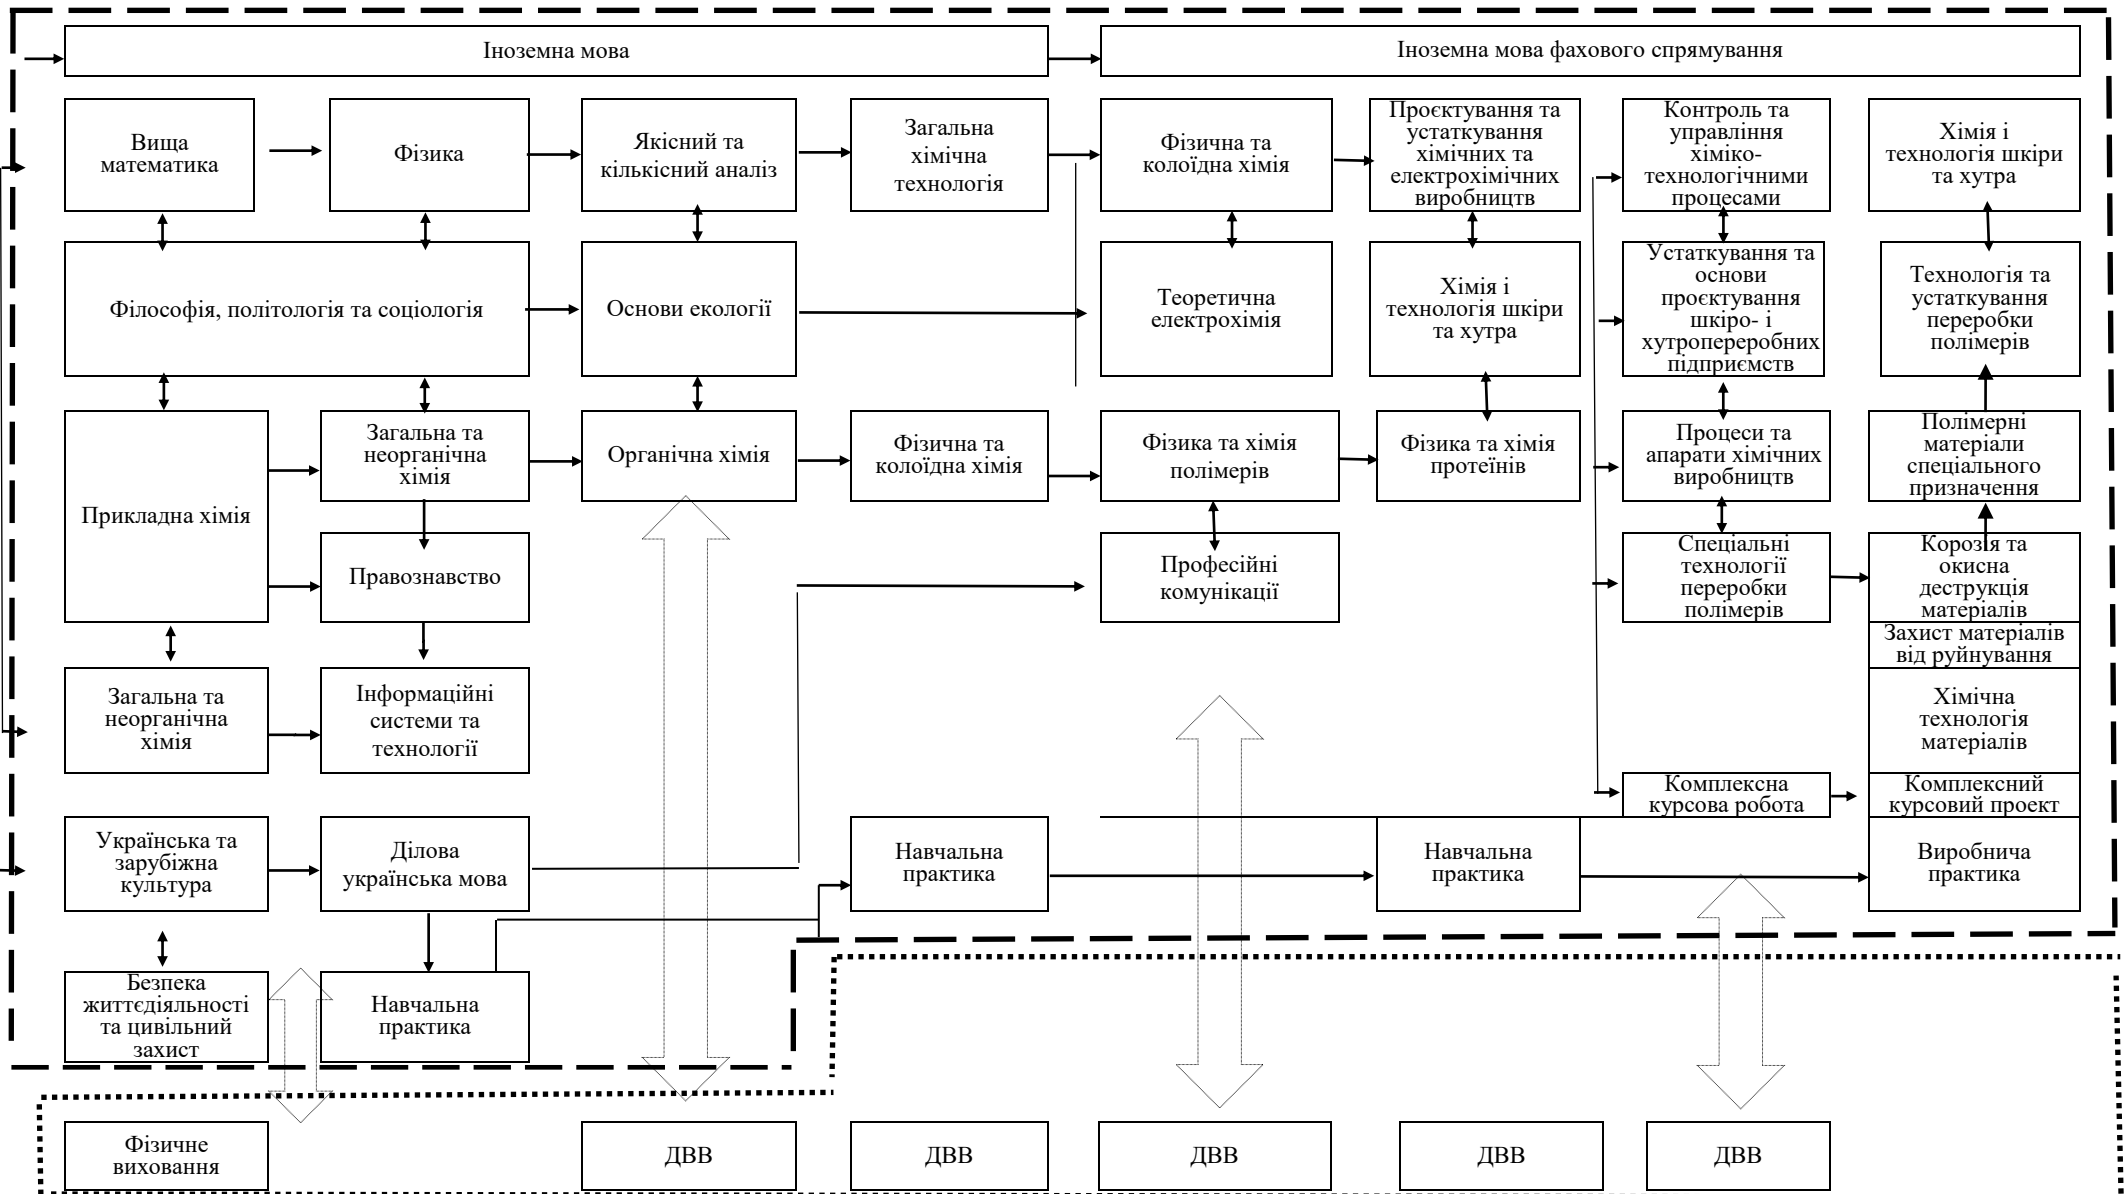 Іноземна мова
Іноземна мова фахового спрямування
Вища
математика
Фізика
Якісний та
кількісний аналіз
Загальна
хімічна
технологія
Фізична та
колоїдна хімія
Проєктування та
устаткування
хімічних та
електрохімічних
виробництв
Контроль та
управління
хіміко-
технологічними
процесами
Хімія і
технологія шкіри
та хутра
Філософія, політологія та соціологія
Основи екології
Теоретична
електрохімія
Хімія і
технологія шкіри
та хутра
Устаткування та
основи
проєктування
шкіро- і
хутропереробних
підприємств
Технологія та
устаткування
переробки
полімерів
Прикладна хімія
Загальна та
неорганічна
хімія
Органічна хімія
Фізична та
колоїдна хімія
Фізика та хімія
полімерів
Фізика та хімія
протеїнів
Процеси та
апарати хімічних
виробництв
Полімерні
матеріали
спеціального
призначення
Правознавство
Професійні
комунікації
Спеціальні
технології
переробки
полімерів
Корозія та
окисна
деструкція
матеріалів
Захист матеріалів
від руйнування
Загальна та
неорганічна
хімія
Інформаційні
системи та
технології
Хімічна
технологія
матеріалів
Комплексна
курсова робота
Комплексний
курсовий проект
Українська та
зарубіжна
культура
Ділова
українська мова
Навчальна
практика
Навчальна
практика
Виробнича
практика
Безпека
життєдіяльності
та цивільний
захист
Навчальна
практика
Фізичне
виховання
ДВВ
ДВВ
ДВВ
ДВВ
ДВВ